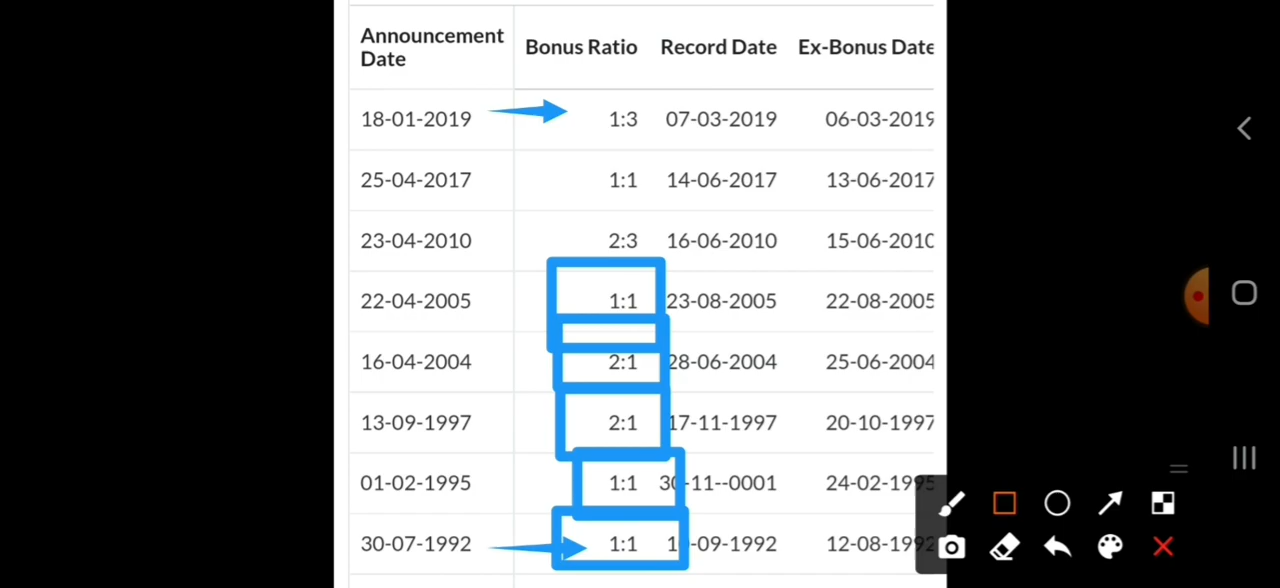 Announcement Date Bonus Ratio Record Date Ex-Bonus Date
18-01-2019 1:3 07-03-2019 06-03-2019
25-04-2017 1:1 14-06-2017 13-06-2017
23-04-2010 2:3 16-06-2010 15-06-2010
22-04-2005 1:1 23-08-2005 22-08-2005
16-04-2004 2:1 28-06-2004 25-06-2004
13-09-1997 2:1 17-11-1997 20-10-1997
01-02-1995 1:1 30-11--0001 24-02-1995
30-07-1992 1:1 12-08-1992